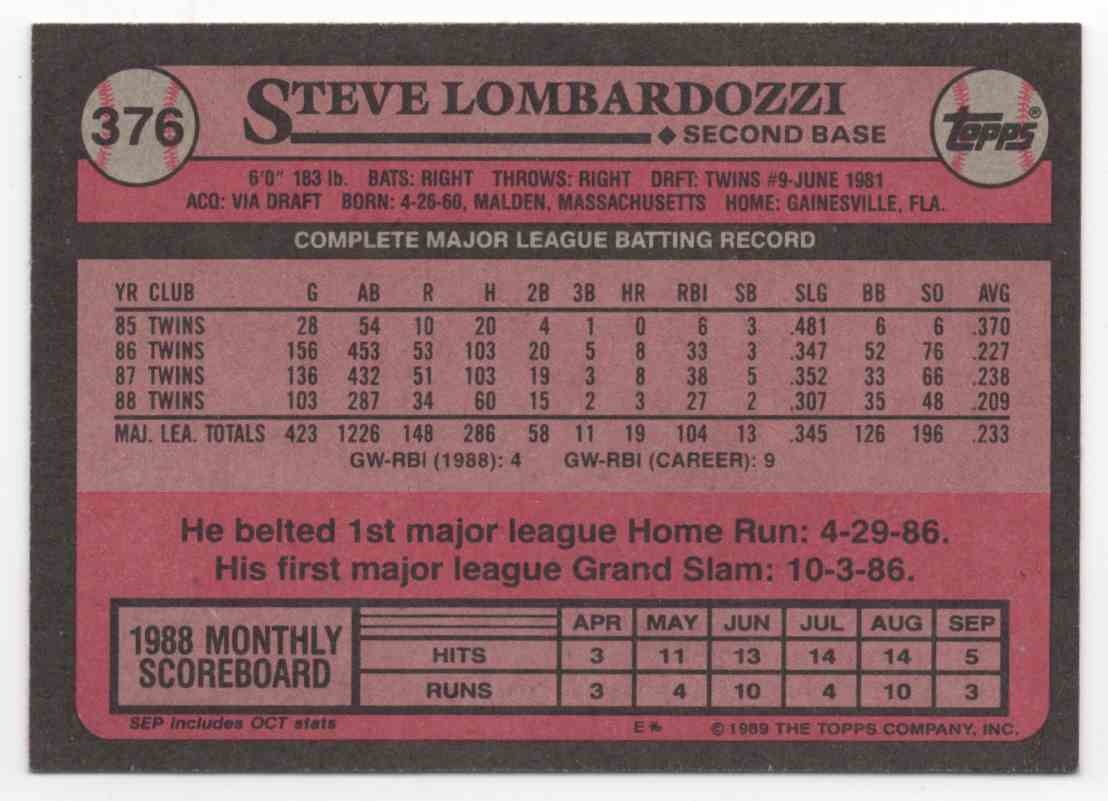 376
STEVE LOMBARDOZZI
◆ SECOND BASE
topps®
6'0" 183 lb. BATS: RIGHT THROWS: RIGHT DRFT: TWINS #9-JUNE 1981
ACQ: VIA DRAFT BORN: 4-26-60, MALDEN, MASSACHUSETTS HOME: GAINESVILLE, FLA.
COMPLETE MAJOR LEAGUE BATTING RECORD
YR CLUB G AB R H 2B 3B HR RBI SB SLG BB SO AVG
85 TWINS 28 54 10 20 4 1 0 6 3 .481 6 6 .370
86 TWINS 156 453 53 103 20 5 8 33 3 .347 52 76 .227
87 TWINS 136 432 51 103 19 3 8 38 5 .352 33 66 .238
88 TWINS 103 287 34 60 15 2 3 27 2 .307 35 48 .209
MAJ. LEA. TOTALS 423 1226 148 286 58 11 19 104 13 .345 126 196 .233
GW-RBI (1988): 4 GW-RBI (CAREER): 9
He belted 1st major league Home Run: 4-29-86.
His first major league Grand Slam: 10-3-86.
1988 MONTHLY
SCOREBOARD
APR MAY JUN JUL AUG SEP
HITS 3 11 13 14 14 5
RUNS 3 4 10 4 10 3
SEP includes OCT stats
E* © 1989 THE TOPPS COMPANY, INC.